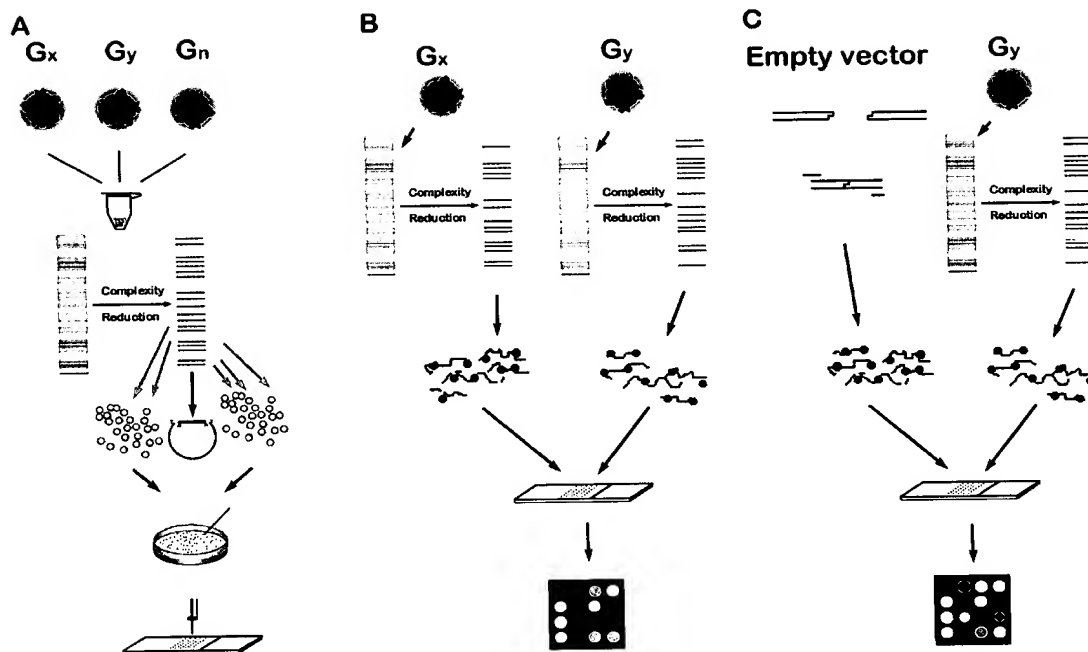 A
Gx Gy Gn
Complexity
Reduction
B
Gx Gy
Complexity
Reduction
Complexity
Reduction
C
Empty vector Gy
Complexity
Reduction